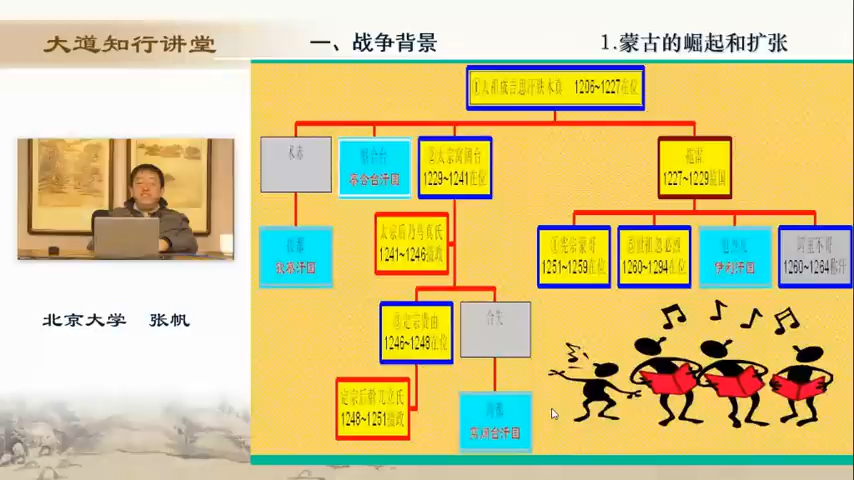 大道知行讲堂
一、战争背景
1.蒙古的崛起和扩张
①太祖成吉思汗铁木真 1206~1227在位
术赤
察合台
察合台汗国
②太宗窝阔台
1229~1241在位
拖雷
1227~1229监国
拔都
钦察汗国
太宗后乃马真氏
1241~1246摄政
④宪宗蒙哥
1251~1259在位
⑤世祖忽必烈
1260~1294在位
旭烈兀
伊利汗国
阿里不哥
1260~1264称汗
北京大学 张帆
③定宗贵由
1246~1248在位
合失
定宗后斡兀立氏
1248~1251摄政
海都
窝阔台汗国